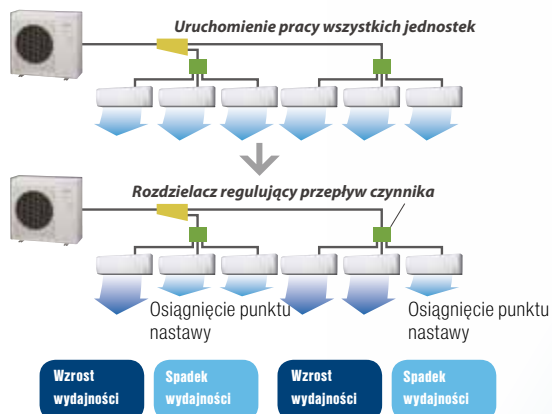 Uruchomienie pracy wszystkich jednostek
Rozdzielacz regulujący przepływ czynnika
Osiągnięcie punktu
nastawy
Osiągnięcie punktu
nastawy
Wzrost
wydajności
Spadek
wydajności
Wzrost
wydajności
Spadek
wydajności